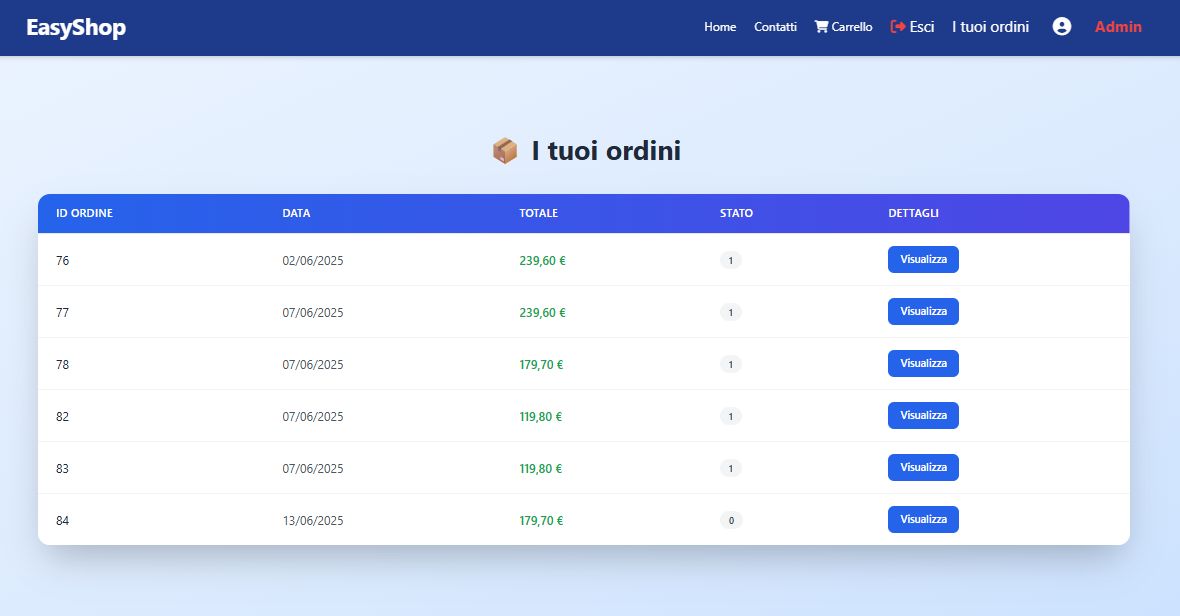 EasyShop
Home Contatti Carrello Esci I tuoi ordini Admin
I tuoi ordini
ID ORDINE DATA TOTALE STATO DETTAGLI
76 02/06/2025 239,60 € 1 Visualizza
77 07/06/2025 239,60 € 1 Visualizza
78 07/06/2025 179,70 € 1 Visualizza
82 07/06/2025 119,80 € 1 Visualizza
83 07/06/2025 119,80 € 1 Visualizza
84 13/06/2025 179,70 € 0 Visualizza